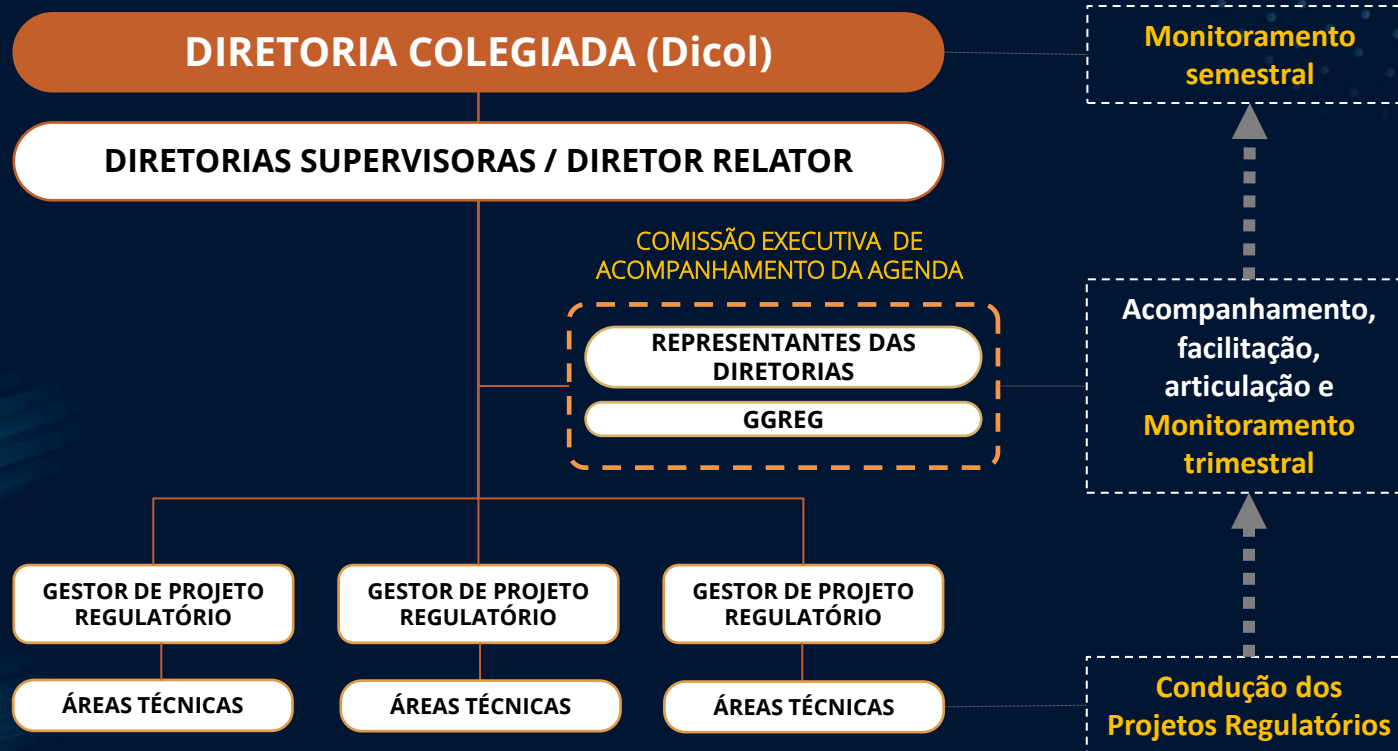 DIRETORIA COLEGIADA (Dicol)
Monitoramento
semestral
DIRETORIAS SUPERVISORAS / DIRETOR RELATOR
COMISSÃO EXECUTIVA DE
ACOMPANHAMENTO DA AGENDA
REPRESENTANTES DAS
DIRETORIAS
GGREG
Acompanhamento,
facilitação,
articulação e
Monitoramento
trimestral
GESTOR DE PROJETO
REGULATÓRIO
GESTOR DE PROJETO
REGULATÓRIO
GESTOR DE PROJETO
REGULATÓRIO
ÁREAS TÉCNICAS
ÁREAS TÉCNICAS
ÁREAS TÉCNICAS
Condução dos
Projetos Regulatórios